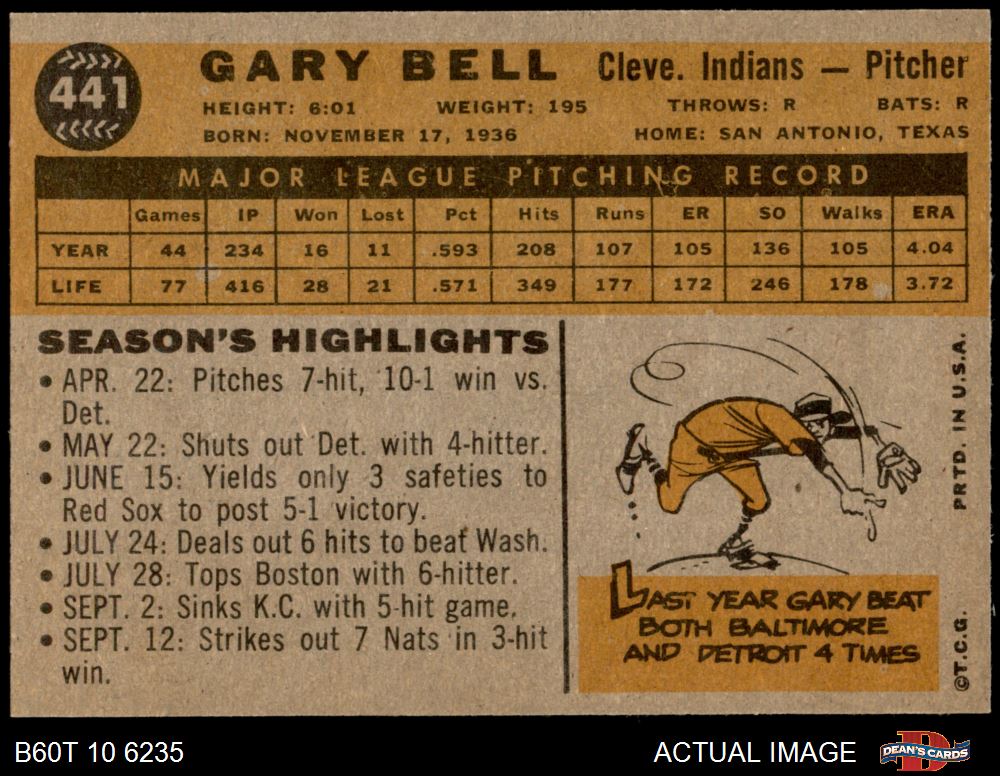 441
GARY BELL Cleve. Indians — Pitcher
HEIGHT: 6:01 WEIGHT: 195 THROWS: R BATS: R
BORN: NOVEMBER 17, 1936 HOME: SAN ANTONIO, TEXAS
MAJOR LEAGUE PITCHING RECORD
Games IP Won Lost Pct Hits Runs ER SO Walks ERA
YEAR 44 234 16 11 .593 208 107 105 136 105 4.04
LIFE 77 416 28 21 .571 349 177 172 246 178 3.72
SEASON'S HIGHLIGHTS
• APR. 22: Pitches 7-hit, 10-1 win vs.
Det.
• MAY 22: Shuts out Det. with 4-hitter.
• JUNE 15: Yields only 3 safeties to
Red Sox to post 5-1 victory.
• JULY 24: Deals out 6 hits to beat Wash.
• JULY 28: Tops Boston with 6-hitter.
• SEPT. 2: Sinks K.C. with 5-hit game.
• SEPT. 12: Strikes out 7 Nats in 3-hit
win.
LAST YEAR GARY BEAT
BOTH BALTIMORE
AND DETROIT 4 TIMES
©T.C.G. PRTD. IN U.S.A.
B60T 10 6235 ACTUAL IMAGE
DEAN'S CARDS